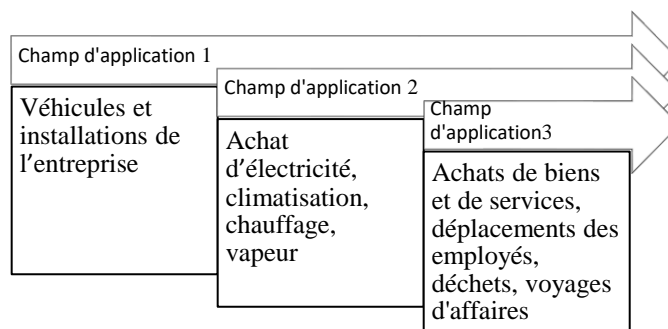 Champ d'application 1
Véhicules et
installations de
l’entreprise
Champ d'application 2
Achat
d’électricité,
climatisation,
chauffage,
vapeur
Champ
d'application3
Achats de biens
et de services,
déplacements des
employés,
déchets, voyages
d'affaires